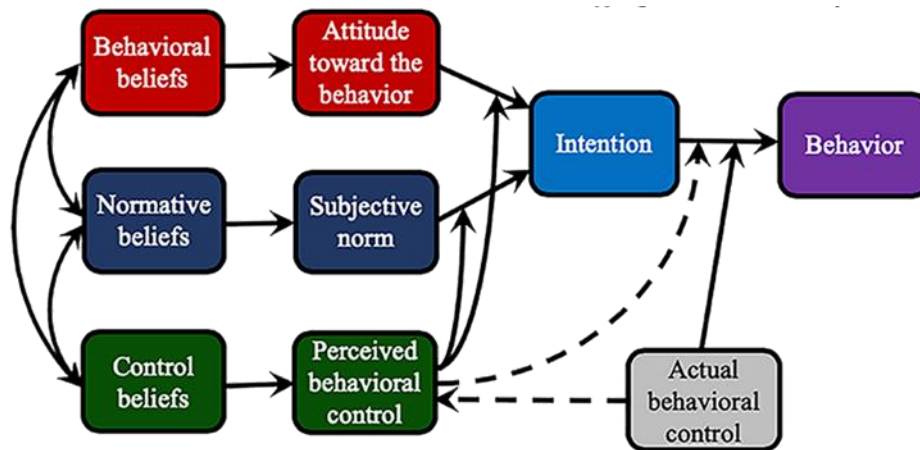 Behavioral
beliefs
Attitude
toward the
behavior
Intention
Behavior
Normative
beliefs
Subjective
norm
Control
beliefs
Perceived
behavioral
control
Actual
behavioral
control